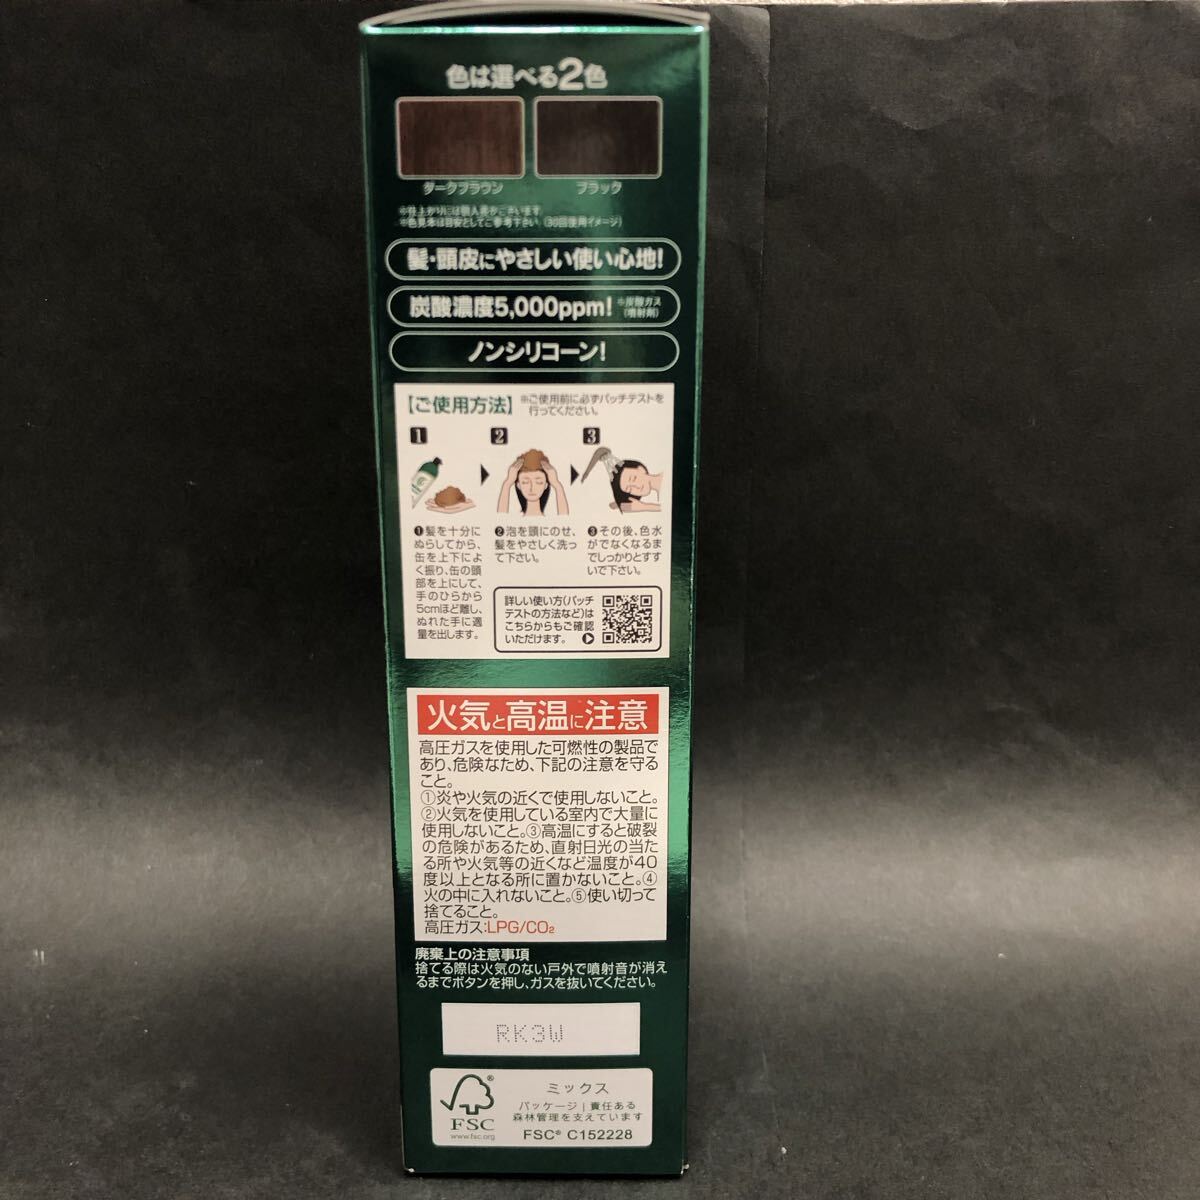 色は選べる2色
ダークブラウン
ブラック
※仕上がりには個人差がございます
※色見本は目安としてご参考下さい(30回使用イメージ)
髪・頭皮にやさしい使い心地!
炭酸濃度5,000ppm! ※炭酸ガス
(噴射剤)
ノンシリコーン!
【ご使用方法】 ※ご使用前に必ずパッチテストを
行ってください。
1
2
3
❶髪を十分に
ぬらしてから、
缶を上下によ
く振り、缶の頭
部を上にして、
手のひらから
5cmほど離し、
ぬれた手に適
量を出します。
❷泡を頭にのせ、
髪をやさしく洗っ
て下さい。
❸その後、色水
がでなくなるま
でしっかりとすす
いで下さい。
詳しい使い方(パッチ
テストの方法など)は
こちらからもご確認
いただけます。
火気と高温に注意
高圧ガスを使用した可燃性の製品で
あり、危険なため、下記の注意を守る
こと。
①炎や火気の近くで使用しないこと。
②火気を使用している室内で大量に
使用しないこと。③高温にすると破裂
の危険があるため、直射日光の当た
る所や火気等の近くなど温度が40
度以上となる所に置かないこと。④
火の中に入れないこと。⑤使い切って
捨てること。
高圧ガス:LPG/CO₂
廃棄上の注意事項
捨てる際は火気のない戸外で噴射音が消え
るまでボタンを押し、ガスを抜いてください。
RK3W
FSC
www.fsc.org
ミックス
パッケージ|責任ある
森林管理を支えています
FSC® C152228